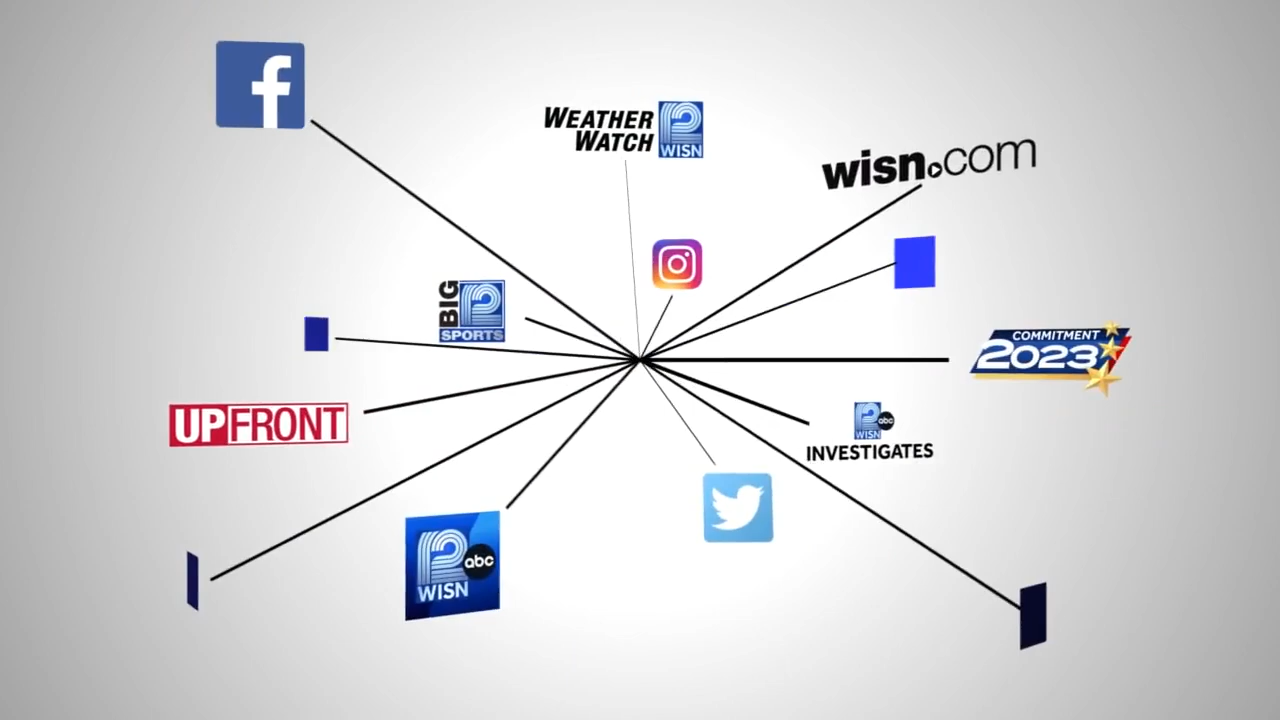 f
WEATHER
WATCH
12
WISN
wisn.com
BIG
12
SPORTS
COMMITMENT
2023
UPFRONT
12
abc
WISN
INVESTIGATES
12
abc
WISN